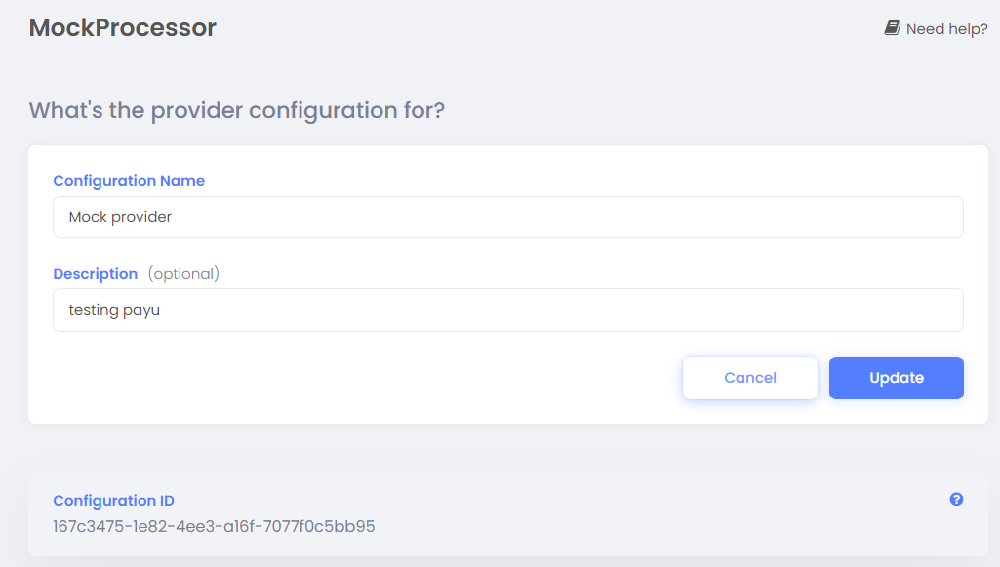 MockProcessor
Need help?
What's the provider configuration for?
Configuration Name
Mock provider
Description (optional)
testing payu
Cancel
Update
Configuration ID
167c3475-1e82-4ee3-a16f-7077f0c5bb95